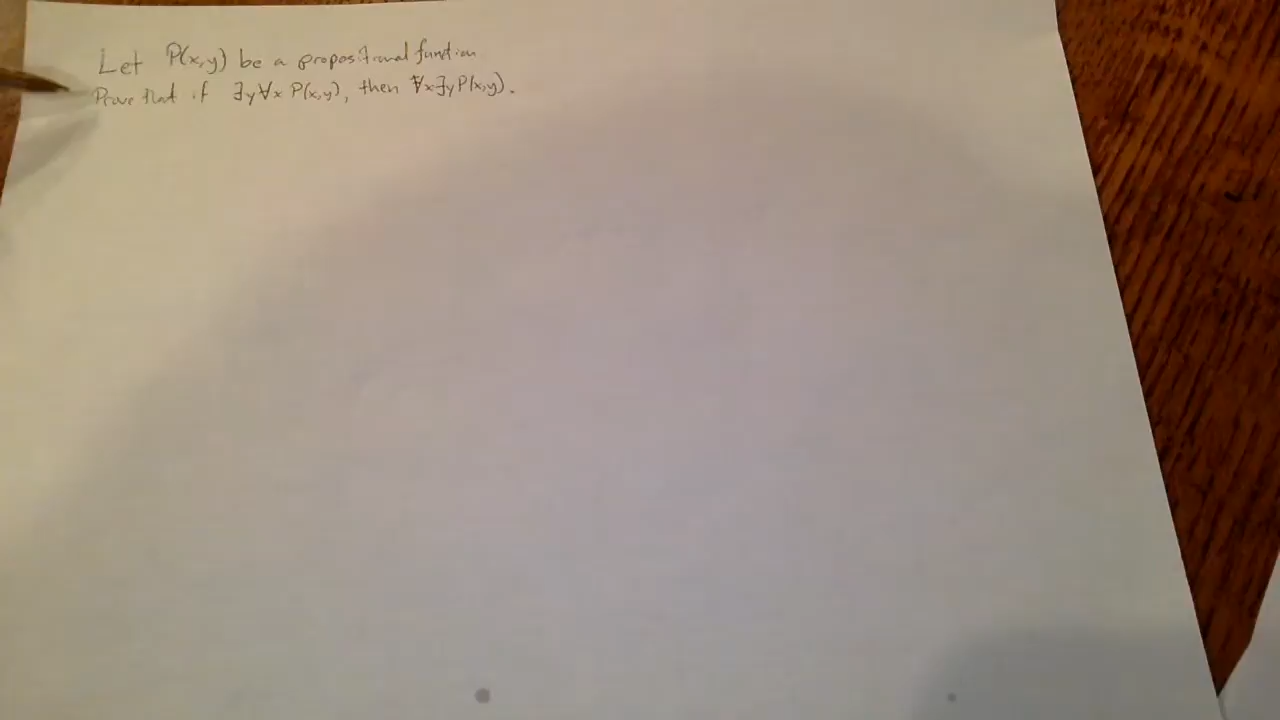 Let P(x,y) be a propositional function
Prove that if ∃y∀x P(x,y), then ∀x∃y P(x,y).